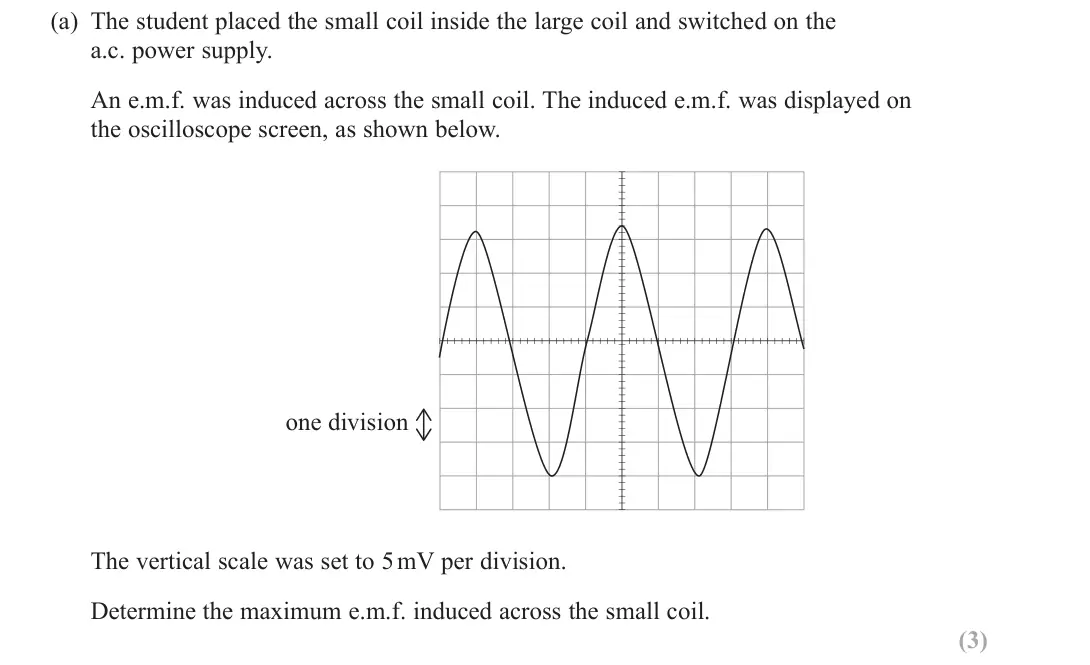 (a) The student placed the small coil inside the large coil and switched on the
a.c. power supply.
An e.m.f. was induced across the small coil. The induced e.m.f. was displayed on
the oscilloscope screen, as shown below.
one division
The vertical scale was set to 5 mV per division.
Determine the maximum e.m.f. induced across the small coil.
(3)